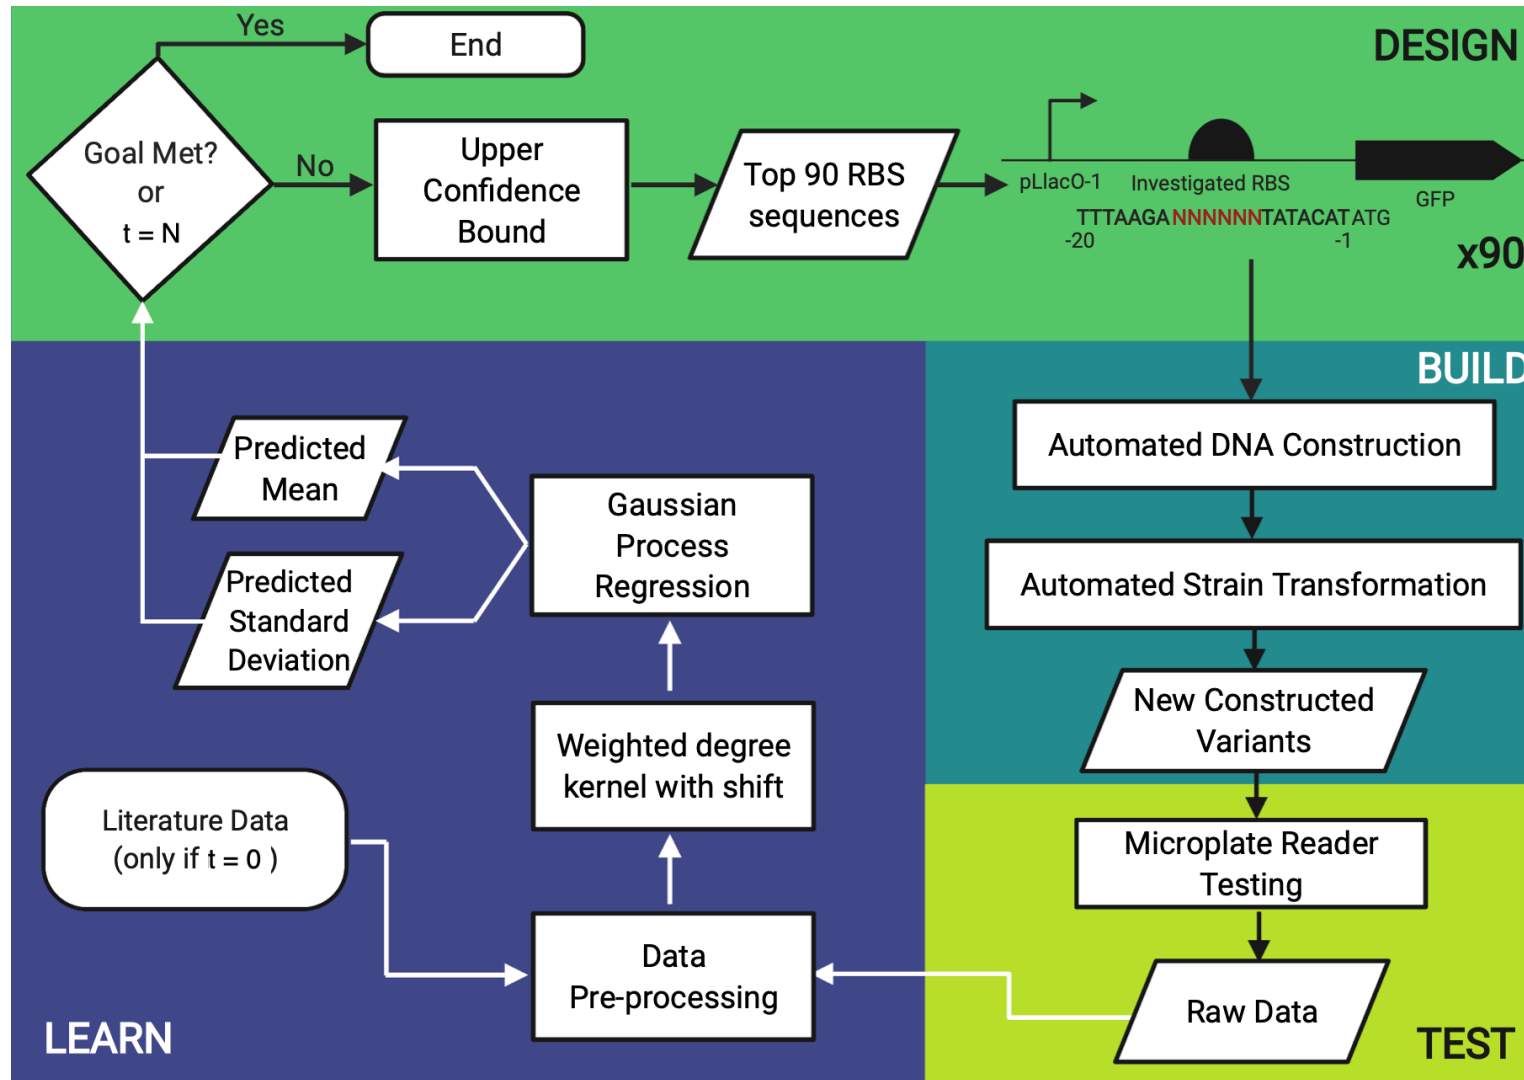 DESIGN
Yes
End
Goal Met?
or
t = N
No
Upper
Confidence
Bound
Top 90 RBS
sequences
pLlacO-1
Investigated RBS
GFP
TTTAAGANNNNNNTATACATATG
-20
-1
x90
BUILD
Automated DNA Construction
Automated Strain Transformation
New Constructed
Variants
Microplate Reader
Testing
Raw Data
TEST
Predicted
Mean
Predicted
Standard
Deviation
Gaussian
Process
Regression
Weighted degree
kernel with shift
Literature Data
(only if t = 0 )
Data
Pre-processing
LEARN